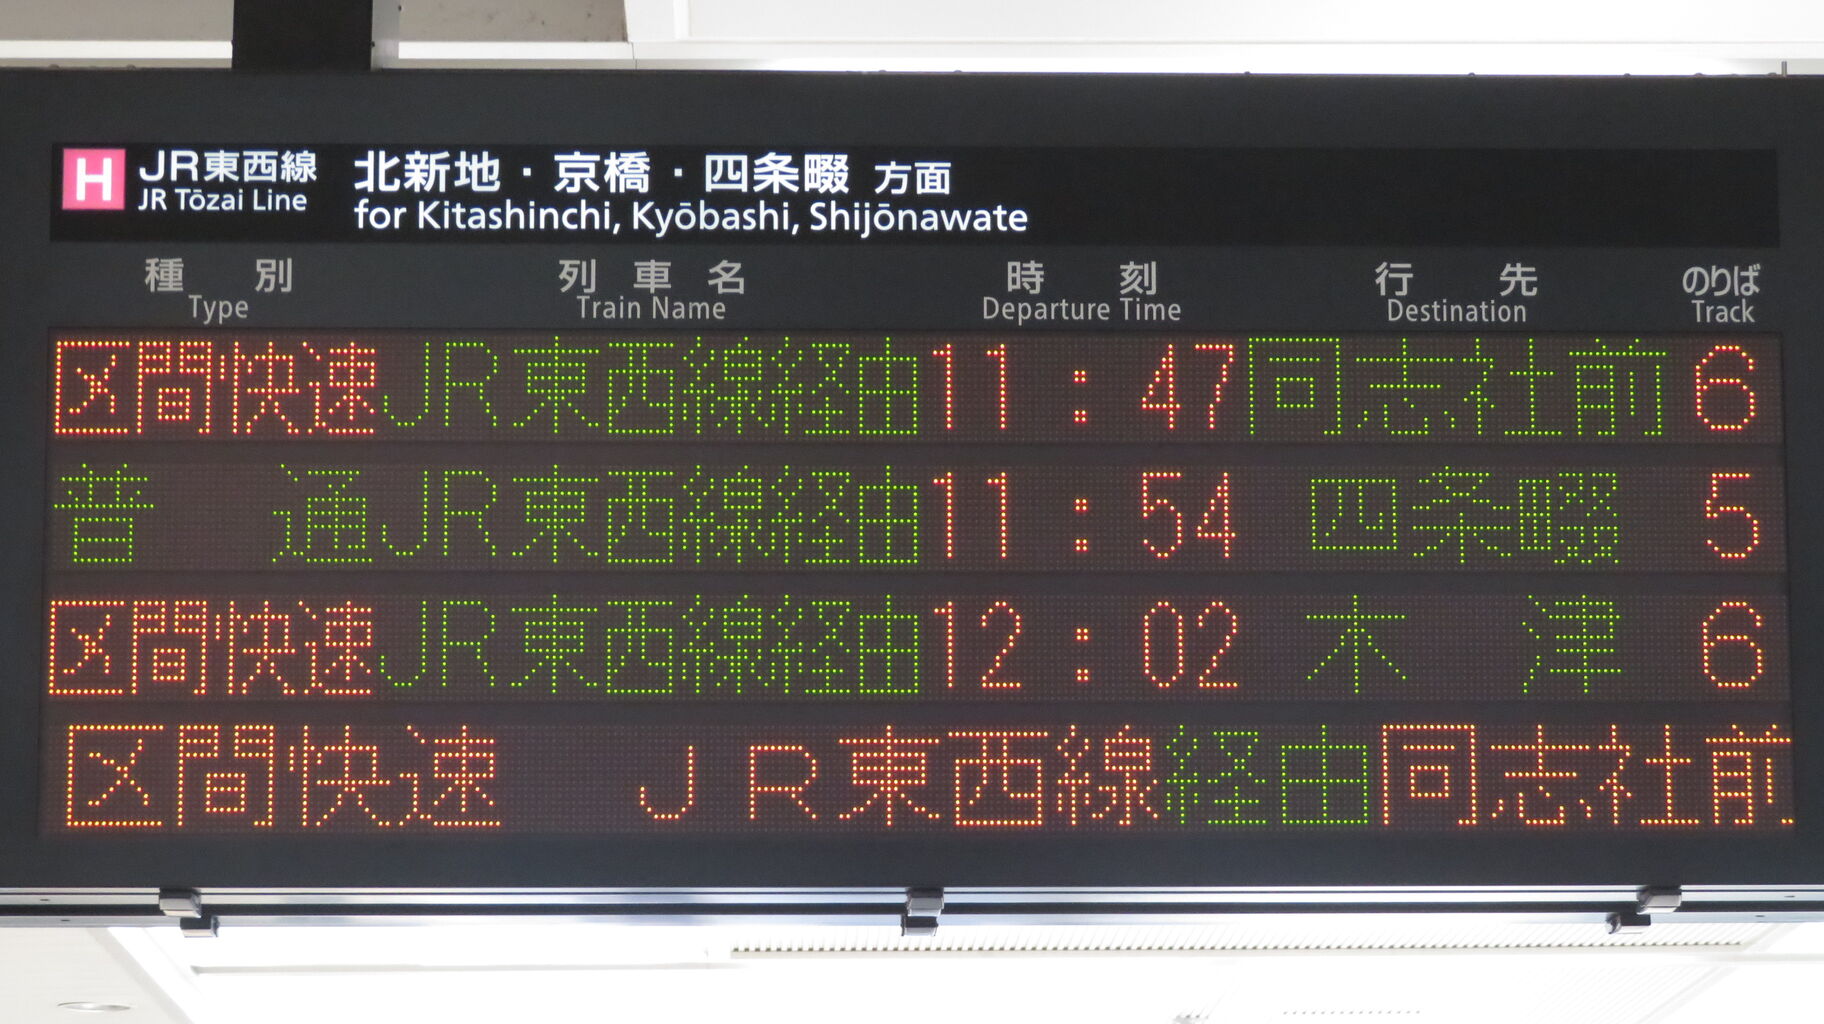 H JR東西線 北新地・京橋・四条畷 方面
JR Tōzai Line for Kitashinchi, Kyōbashi, Shijōnawate
種別 列車名 時刻 行先 のりば
Type Train Name Departure Time Destination Track
区間快速 JR東西線経由 11:47 同志社前 6
普通 JR東西線経由 11:54 四条畷 5
区間快速 JR東西線経由 12:02 木津 6
区間快速 JR東西線経由同志社前